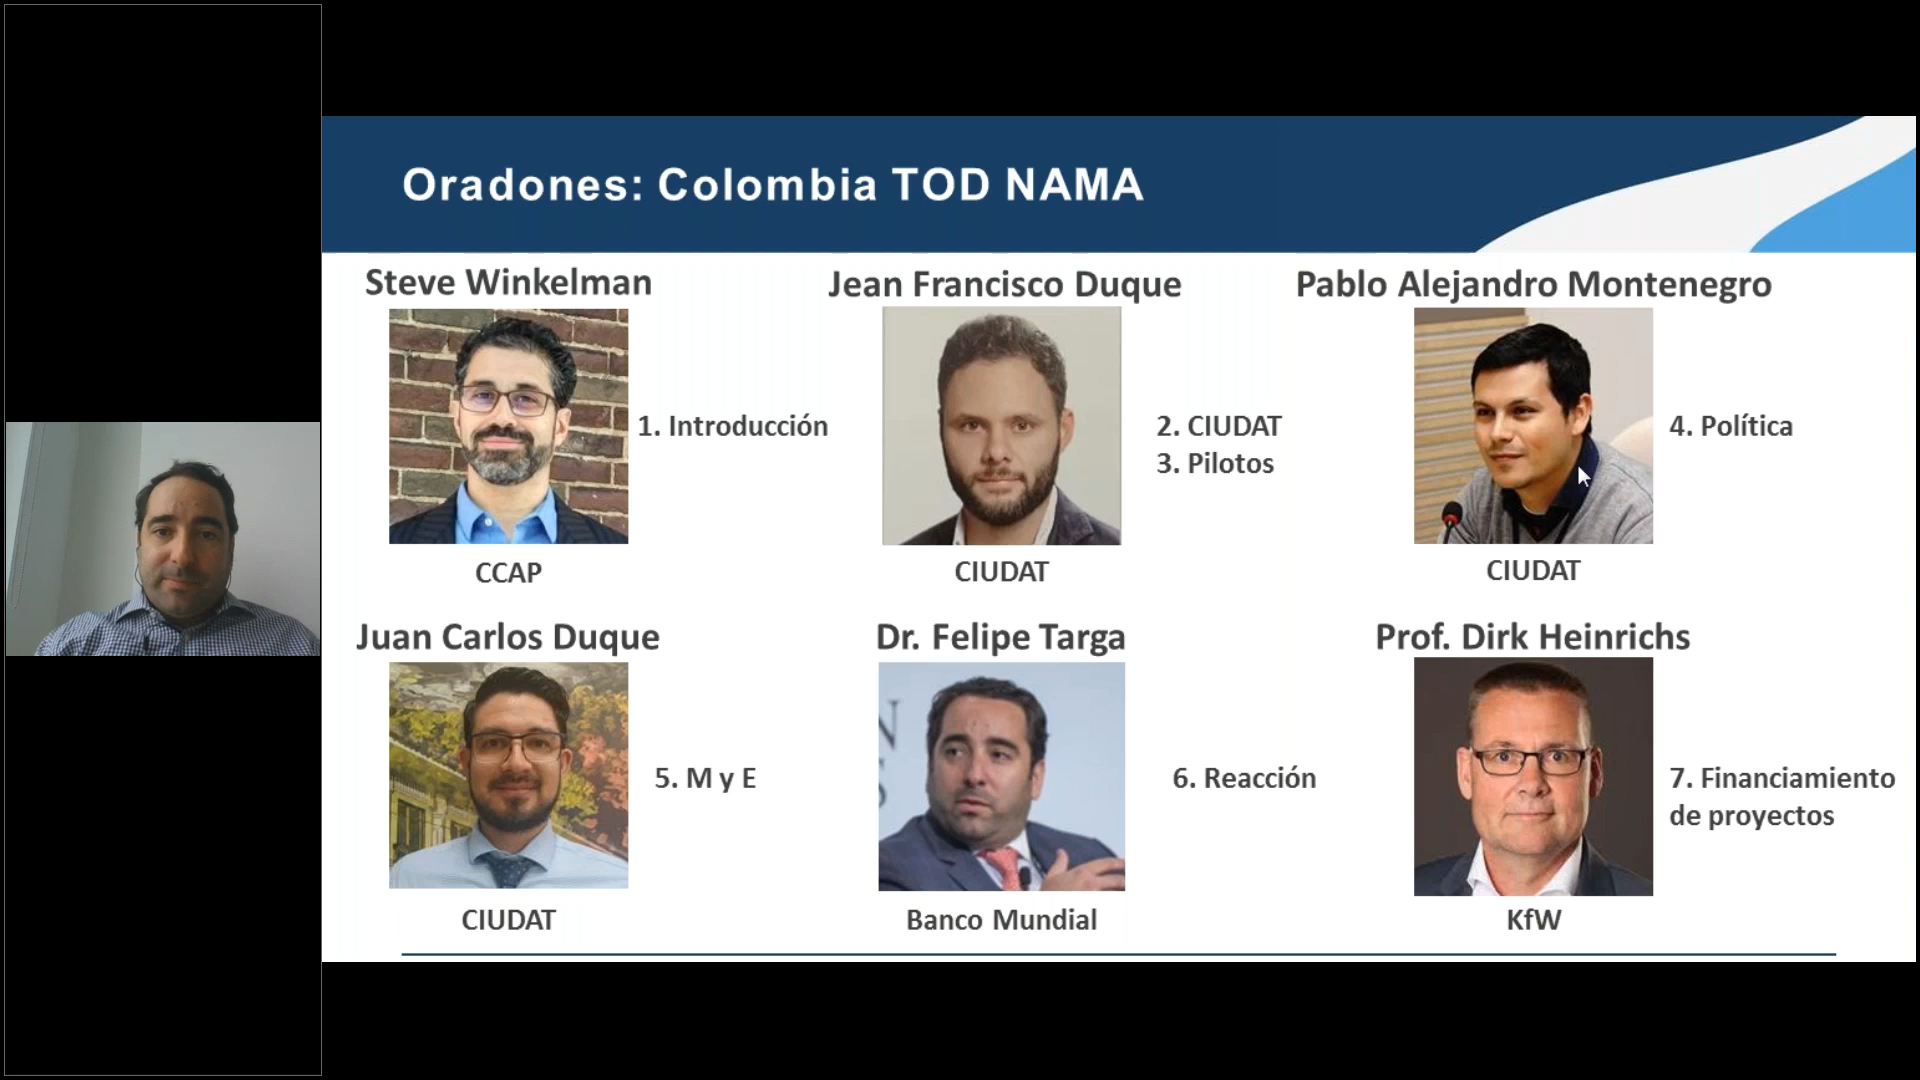 Oradones: Colombia TOD NAMA
Steve Winkelman
1. Introducción
CCAP
Jean Francisco Duque
2. CIUDAT
3. Pilotos
CIUDAT
Pablo Alejandro Montenegro
4. Política
CIUDAT
Juan Carlos Duque
5. M y E
CIUDAT
Dr. Felipe Targa
N
6. Reacción
Banco Mundial
Prof. Dirk Heinrichs
7. Financiamiento
de proyectos
KfW